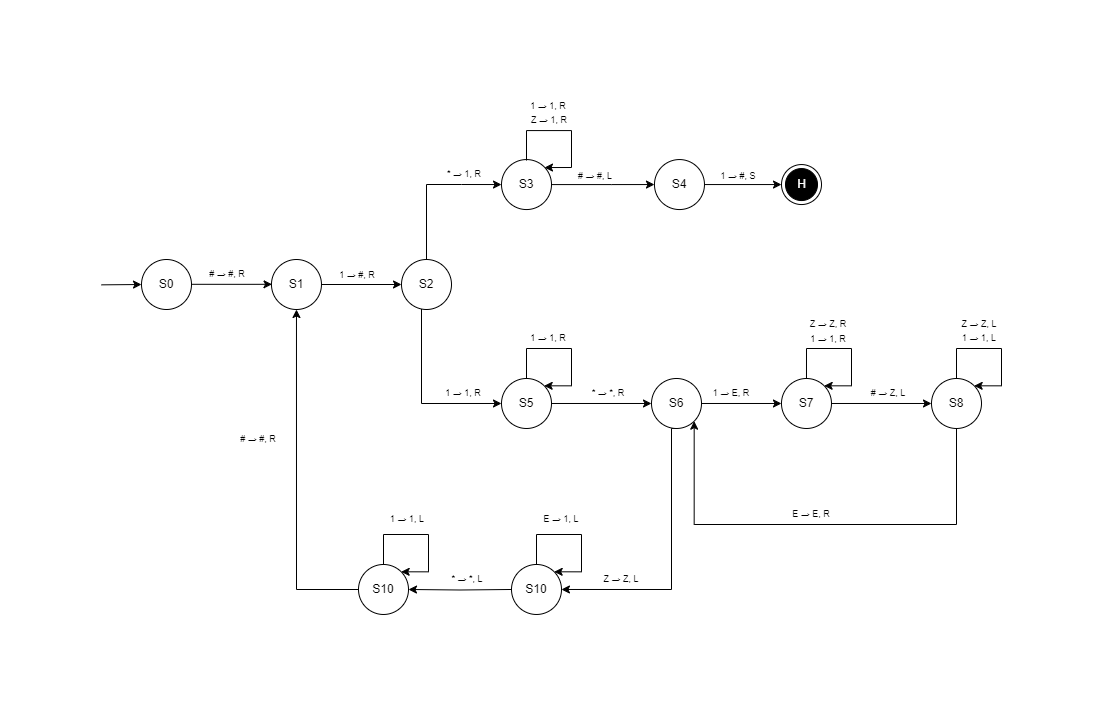 1 → 1, R
Z → 1, R
* → 1, R
S3
# → #, L
S4
1 → #, S
H
S0
# → #, R
S1
1 → #, R
S2
1 → 1, R
Z → Z, R
1 → 1, R
Z → Z, L
1 → 1, L
1 → 1, R
S5
* → *, R
S6
1 → E, R
S7
# → Z, L
S8
# → #, R
E → E, R
1 → 1, L
E → 1, L
S10
* → *, L
S10
Z → Z, L